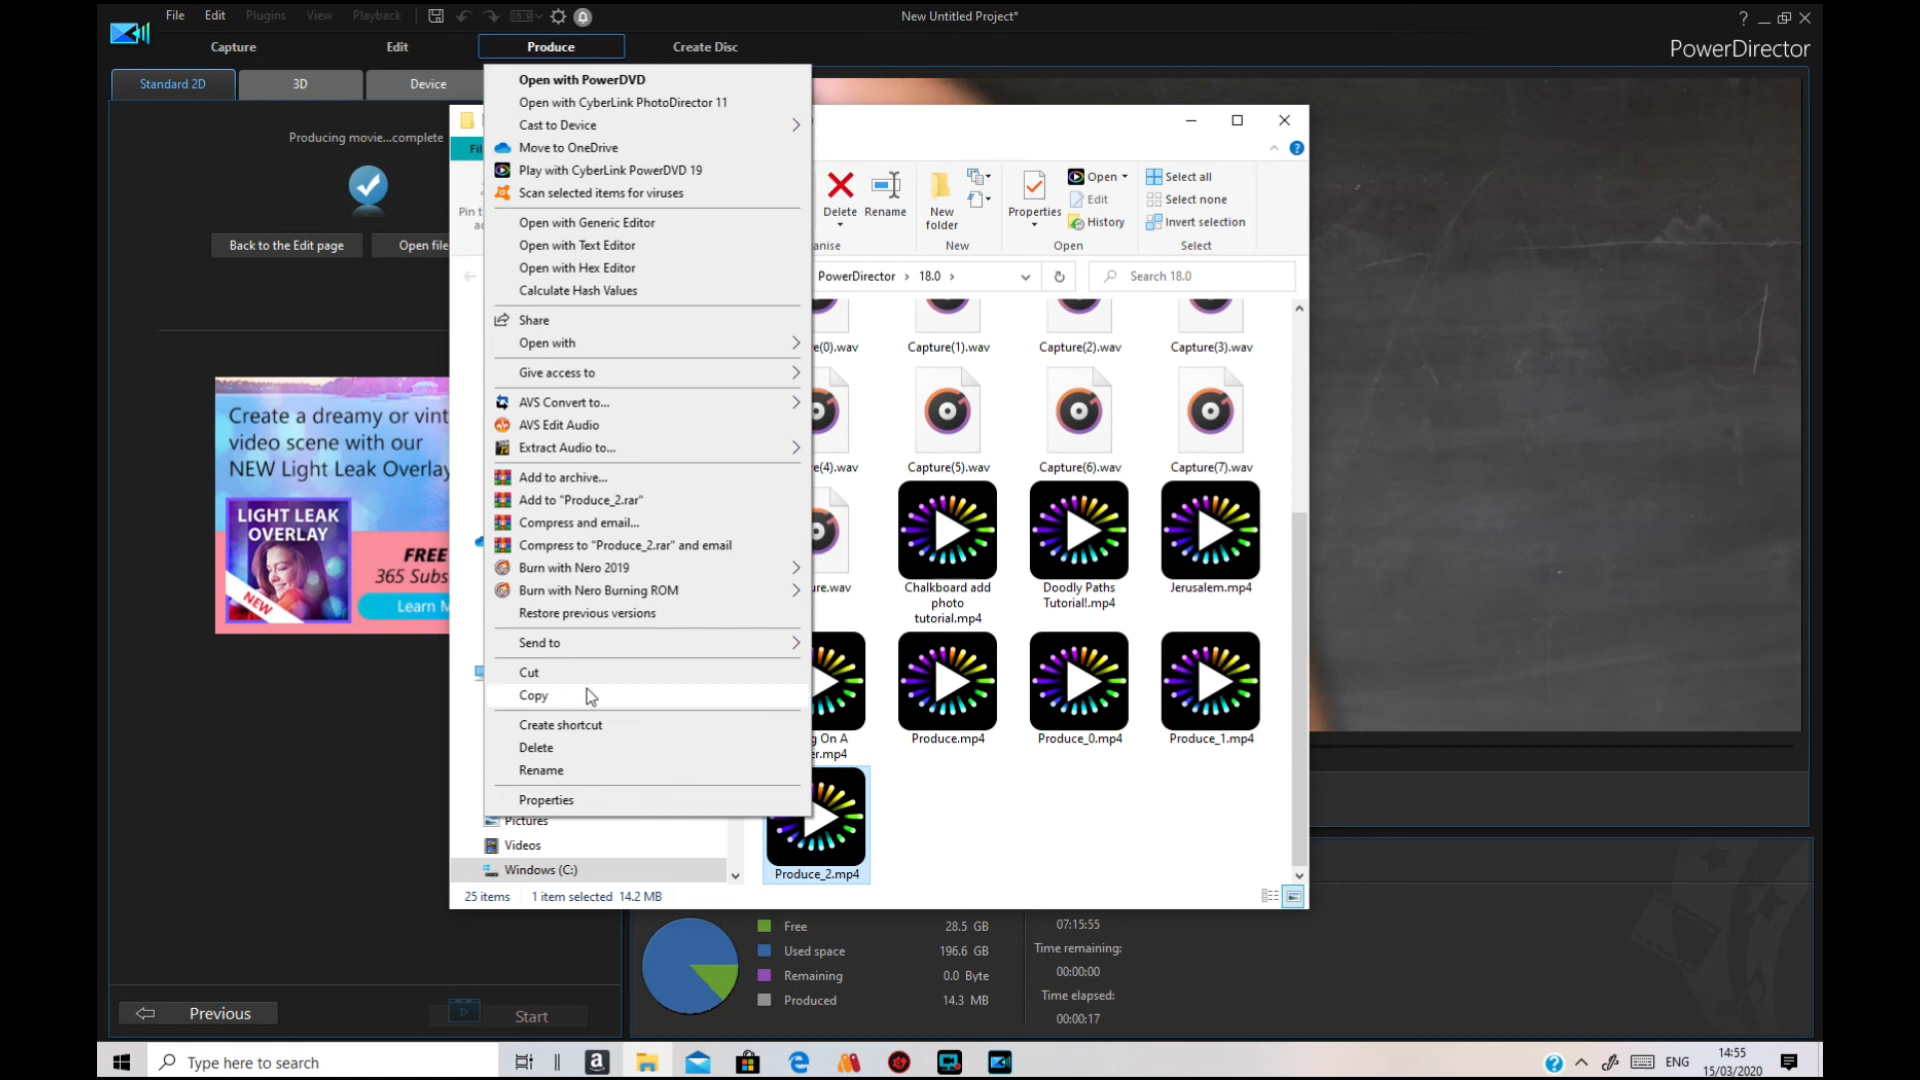 File Edit Plugins View Playback
New Untitled Project*
Capture Edit Produce Create Disc
PowerDirector
Standard 2D 3D Device
Producing movie...complete
Back to the Edit page
Open file
Create a dreamy or vint
video scene with our
NEW Light Leak Overlay
LIGHT LEAK
OVERLAY
NEW
FREE
365 Subs
Learn M
Previous
Start
Open with PowerDVD
Open with CyberLink PhotoDirector 11
Cast to Device
Move to OneDrive
Play with CyberLink PowerDVD 19
Scan selected items for viruses
Open with Generic Editor
Open with Text Editor
Open with Hex Editor
Calculate Hash Values
Share
Open with
Give access to
AVS Convert to...
AVS Edit Audio
Extract Audio to...
Add to archive...
Add to "Produce_2.rar"
Compress and email...
Compress to "Produce_2.rar" and email
Burn with Nero 2019
Burn with Nero Burning ROM
Restore previous versions
Send to
Cut
Copy
Create shortcut
Delete
Rename
Properties
Delete Rename New folder Properties
Open
Edit
History
Select all
Select none
Invert selection
anise New Open Select
PowerDirector > 18.0 >
Search 18.0
e(0).wav Capture(1).wav Capture(2).wav Capture(3).wav
e(4).wav Capture(5).wav Capture(6).wav Capture(7).wav
ure.wav
Chalkboard add
photo
tutorial.mp4
Doodly Paths
Tutorial!.mp4
Jerusalem.mp4
g On A
er.mp4
Produce.mp4 Produce_0.mp4 Produce_1.mp4
Produce_2.mp4
Pictures
Videos
Windows (C:)
25 items 1 item selected 14.2 MB
Free 28.5 GB
Used space 196.6 GB
Remaining 0.0 Byte
Produced 14.3 MB
07:15:55
Time remaining:
00:00:00
Time elapsed:
00:00:17
Type here to search
ENG
14:55
15/03/2020